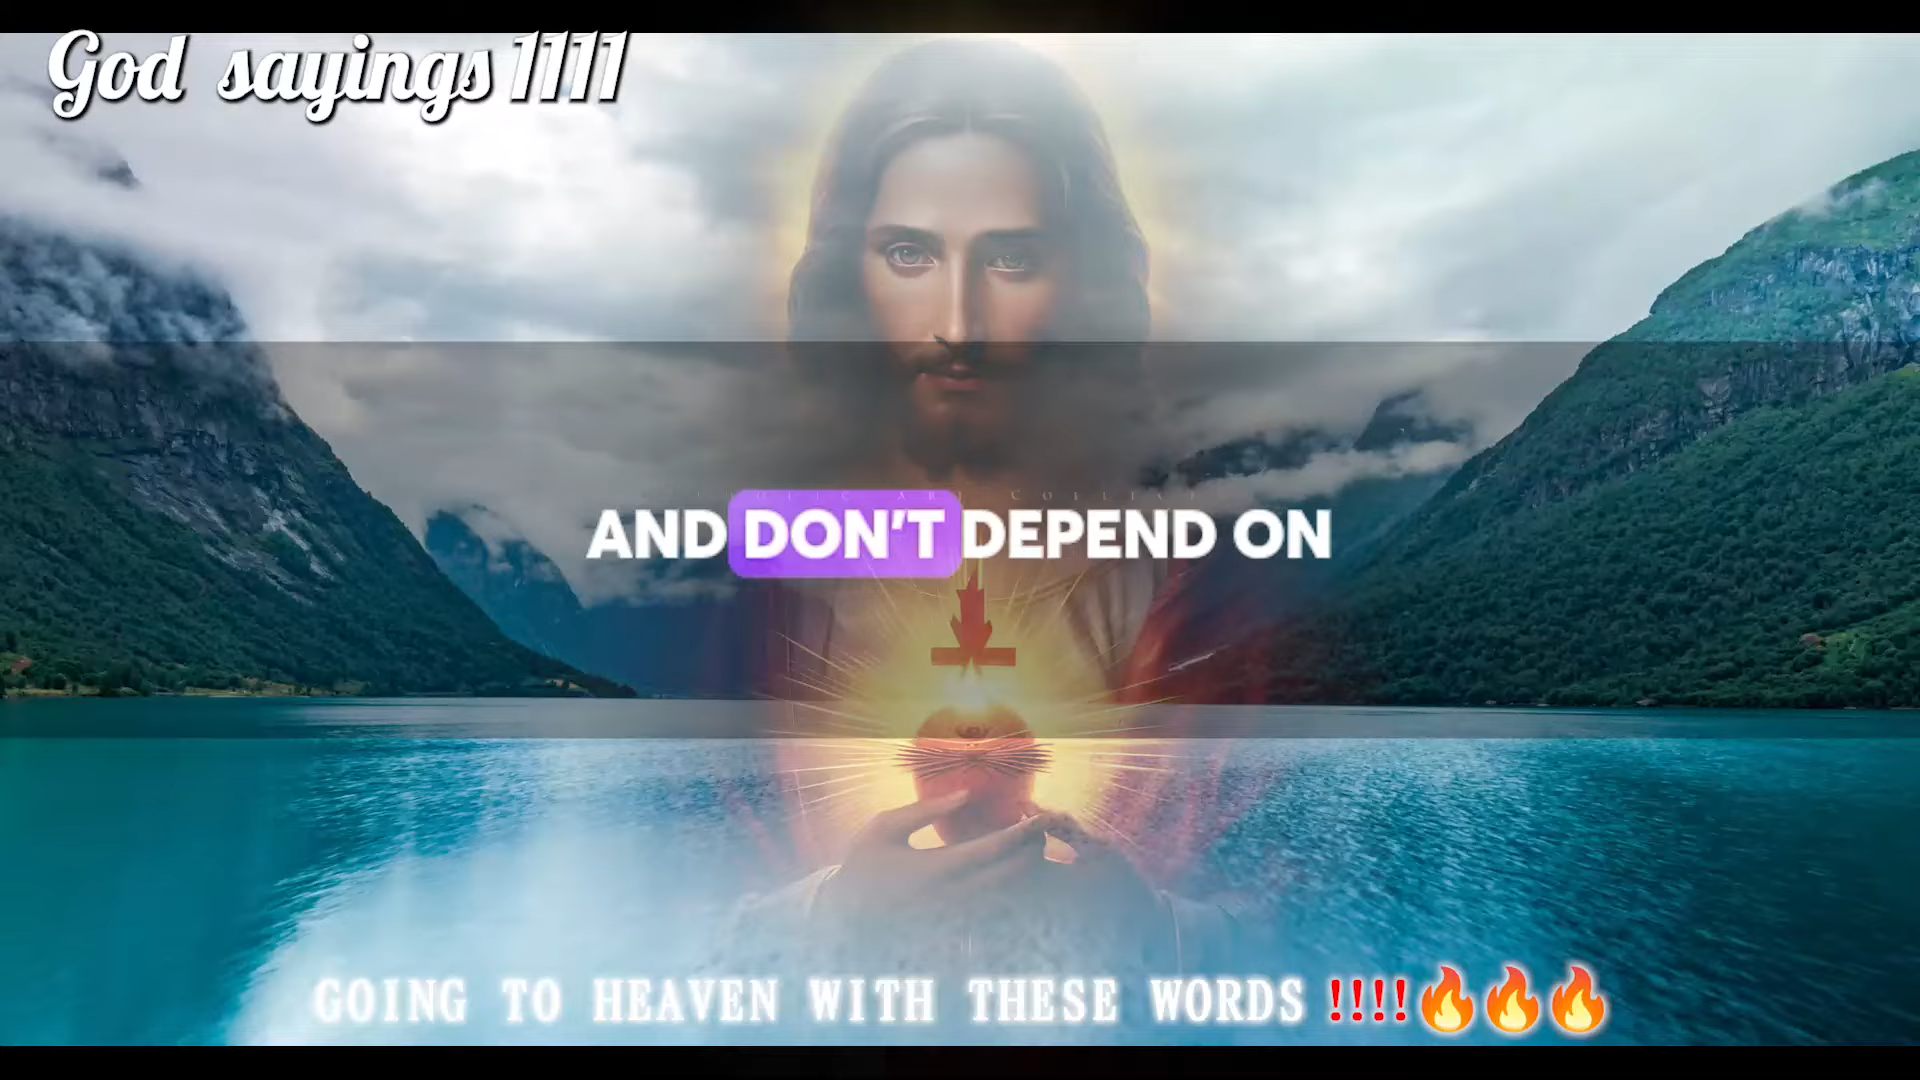 God sayings 1111
AND DON'T DEPEND ON
GOING TO HEAVEN WITH THESE WORDS !!!!🔥🔥🔥